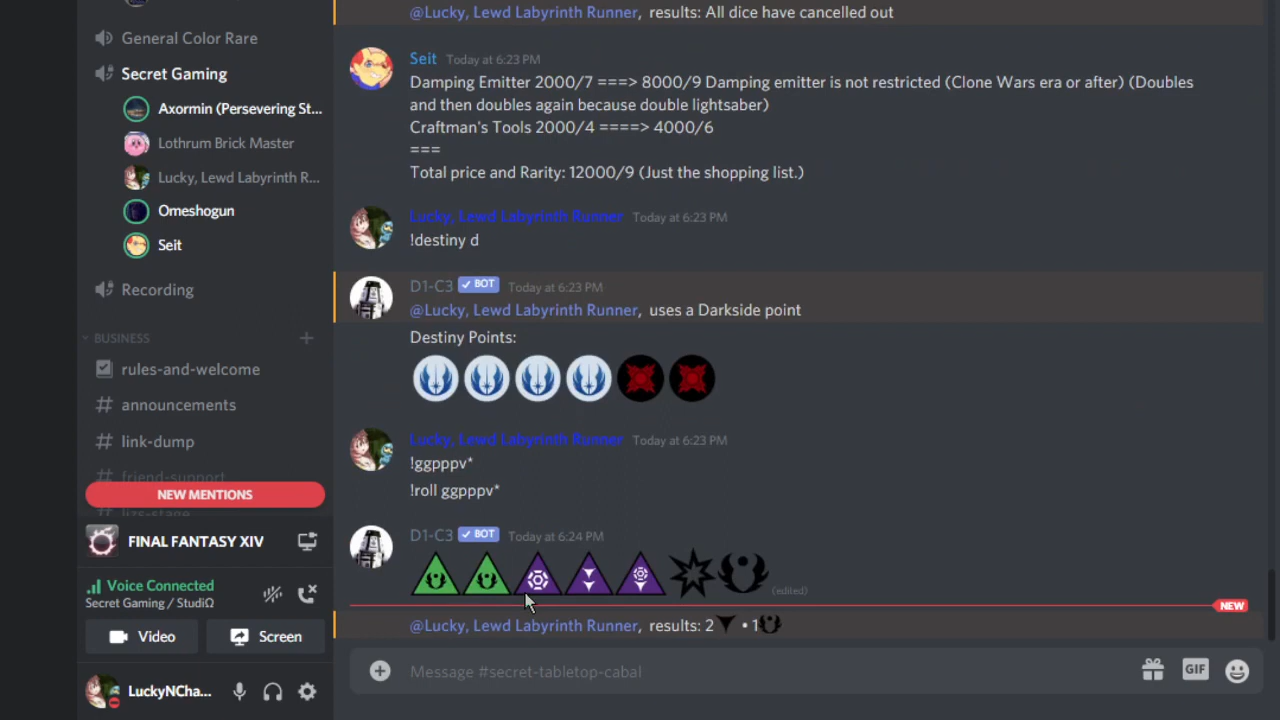 General Color Rare
Secret Gaming
Axormin (Persevering St...
Lothrum Brick Master
Lucky, Lewd Labyrinth R...
Omeshogun
Seit
Recording
BUSINESS
rules-and-welcome
announcements
link-dump
friend-support
lizs-stage
NEW MENTIONS
FINAL FANTASY XIV
Voice Connected
Secret Gaming / StudiΩ
Video
Screen
LuckyNCha...
@Lucky, Lewd Labyrinth Runner, results: All dice have cancelled out
Seit Today at 6:23 PM
Damping Emitter 2000/7 ===> 8000/9 Damping emitter is not restricted (Clone Wars era or after) (Doubles
and then doubles again because double lightsaber)
Craftman's Tools 2000/4 ====> 4000/6
===
Total price and Rarity: 12000/9 (Just the shopping list.)
Lucky, Lewd Labyrinth Runner Today at 6:23 PM
!destiny d
D1-C3 BOT Today at 6:23 PM
@Lucky, Lewd Labyrinth Runner, uses a Darkside point
Destiny Points:
Lucky, Lewd Labyrinth Runner Today at 6:23 PM
!ggpppv*
!roll ggpppv*
D1-C3 BOT Today at 6:24 PM
(edited)
NEW
@Lucky, Lewd Labyrinth Runner, results: 2 • 1
Message #secret-tabletop-cabal
GIF